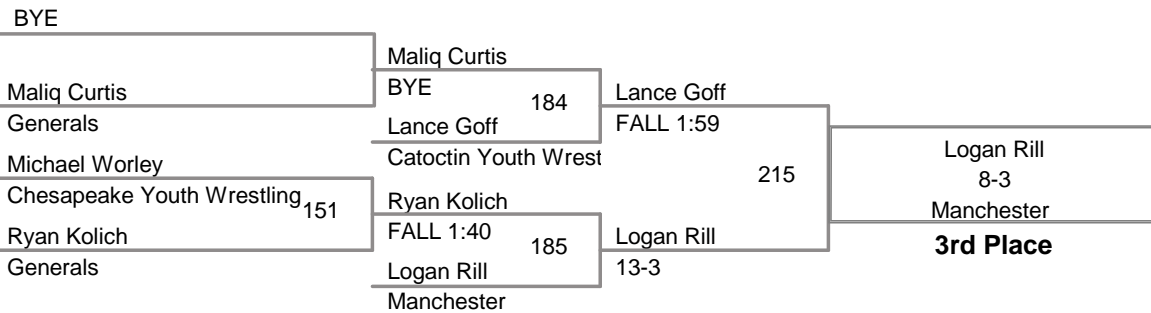 BYE
Maliq Curtis
Generals
Michael Worley
Chesapeake Youth Wrestling
151
Ryan Kolich
Generals
Maliq Curtis
BYE
184
Lance Goff
Catoctin Youth Wrest
Ryan Kolich
FALL 1:40
185
Logan Rill
Manchester
Lance Goff
FALL 1:59
215
Logan Rill
13-3
Logan Rill
8-3
Manchester
3rd Place